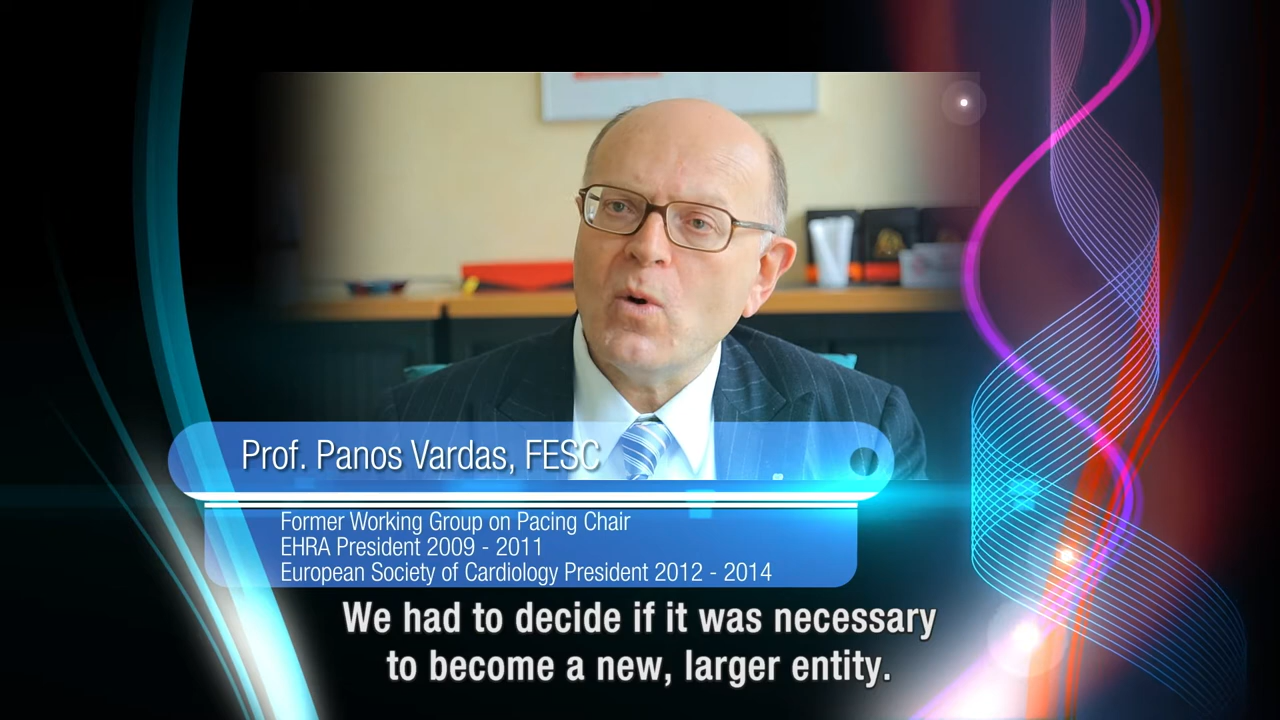 Prof. Panos Vardas, FESC
Former Working Group on Pacing Chair
EHRA President 2009 - 2011
European Society of Cardiology President 2012 - 2014
We had to decide if it was necessary
to become a new, larger entity.